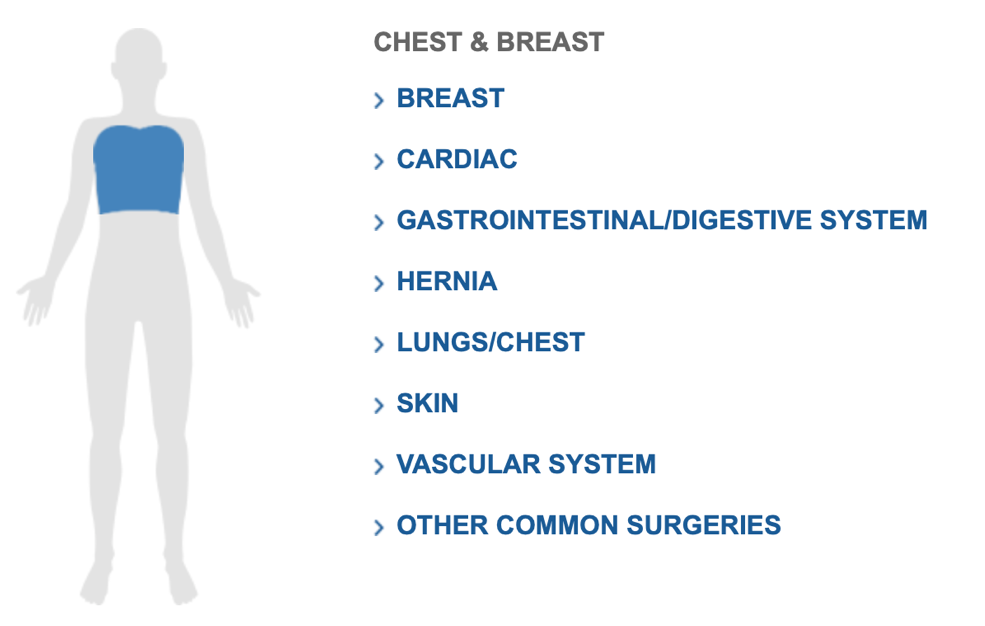 CHEST & BREAST
BREAST
CARDIAC
GASTROINTESTINAL/DIGESTIVE SYSTEM
HERNIA
LUNGS/CHEST
SKIN
VASCULAR SYSTEM
OTHER COMMON SURGERIES